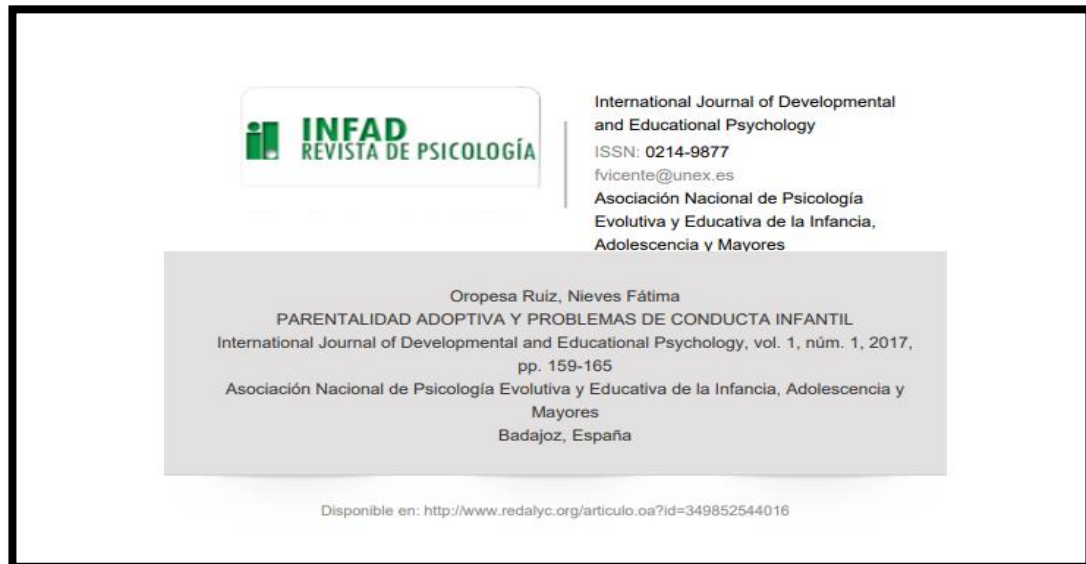 INFAD
REVISTA DE PSICOLOGÍA
International Journal of Developmental
and Educational Psychology
ISSN: 0214-9877
fvicente@unex.es
Asociación Nacional de Psicología
Evolutiva y Educativa de la Infancia,
Adolescencia y Mayores
Oropesa Ruiz, Nieves Fátima
PARENTALIDAD ADOPTIVA Y PROBLEMAS DE CONDUCTA INFANTIL
International Journal of Developmental and Educational Psychology, vol. 1, núm. 1, 2017,
pp. 159-165
Asociación Nacional de Psicología Evolutiva y Educativa de la Infancia, Adolescencia y
Mayores
Badajoz, España
Disponible en: http://www.redalyc.org/articulo.oa?id=349852544016